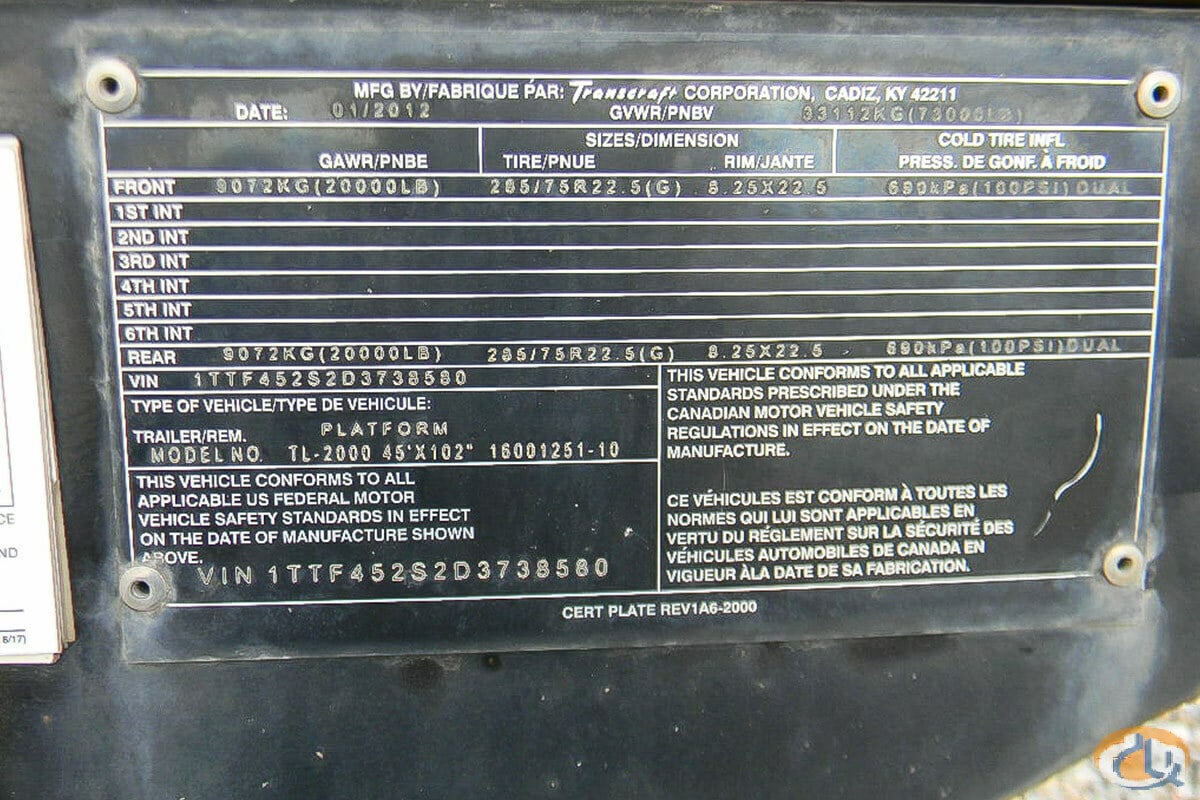 MFG BY/FABRIQUE PAR: Transcraft CORPORATION, CADIZ, KY 42211
DATE: 01/2012 GVWR/PNBV 33112KG(73000LB)
GAWR/PNBE SIZES/DIMENSION TIRE/PNUE RIM/JANTE COLD TIRE INFL PRESS. DE GONF. À FROID
FRONT 9072KG(20000LB) 285/75R22.5(G) 8.25X22.5 690kPa(100PSI)DUAL
1ST INT
2ND INT
3RD INT
4TH INT
5TH INT
6TH INT
REAR 9072KG(20000LB) 285/75R22.5(G) 8.25X22.5 690kPa(100PSI)DUAL
VIN 1TTF452S2D3738580
TYPE OF VEHICLE/TYPE DE VEHICULE:
TRAILER/REM. PLATFORM
MODEL NO. TL-2000 45'X102" 16001251-10
THIS VEHICLE CONFORMS TO ALL
APPLICABLE US FEDERAL MOTOR
VEHICLE SAFETY STANDARDS IN EFFECT
ON THE DATE OF MANUFACTURE SHOWN
ABOVE.
VIN 1TTF452S2D3738580
THIS VEHICLE CONFORMS TO ALL APPLICABLE
STANDARDS PRESCRIBED UNDER THE
CANADIAN MOTOR VEHICLE SAFETY
REGULATIONS IN EFFECT ON THE DATE OF
MANUFACTURE.
CE VÉHICULES EST CONFORM À TOUTES LES
NORMES QUI LUI SONT APPLICABLES EN
VERTU DU RÉGLEMENT SUR LA SÉCURITÉ DES
VÉHICULES AUTOMOBILES DE CANADA EN
VIGUEUR ÀLA DATE DE SA FABRICATION.
CERT PLATE REV1A6-2000